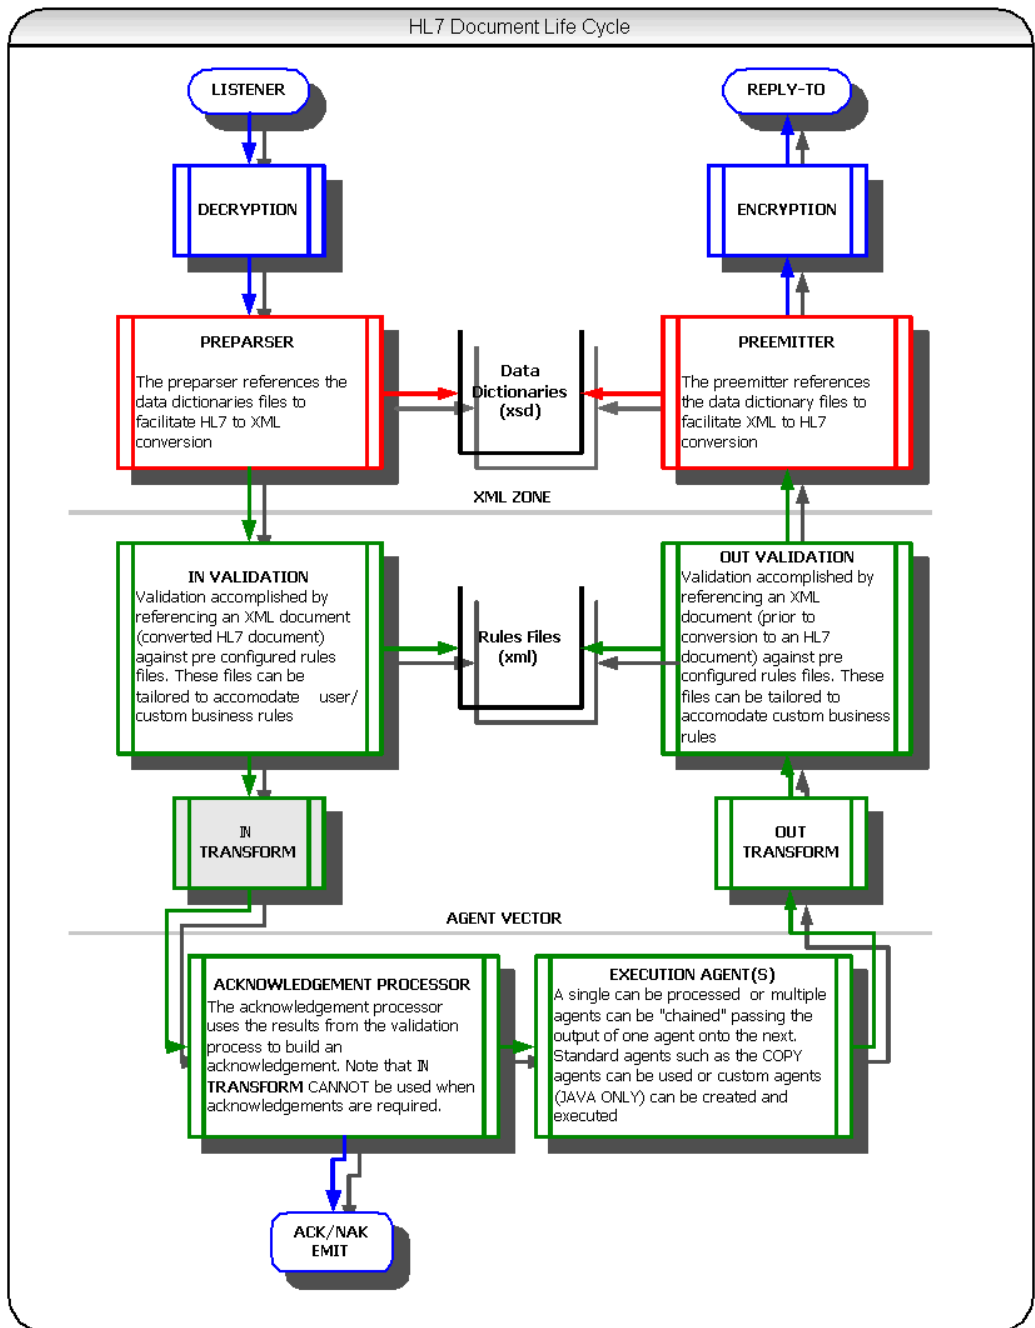 HL7 Document Life Cycle
LISTENER
REPLY-TO
DECRYPTION
ENCRYPTION
PREPARSER
The preparser references the
data dictionaries files to
facilitate HL7 to XML
conversion
Data
Dictionaries
(xsd)
PREEMITTER
The preemitter references
the data dictionary files to
facilitate XML to HL7
conversion
XML ZONE
IN VALIDATION
Validation accomplished by
referencing an XML document
(converted HL7 document)
against pre configured rules
files. These files can be
tailored to accomodate user/
custom business rules
Rules Files
(xml)
OUT VALIDATION
Validation accomplished by
referencing an XML
document (prior to
conversion to an HL7
document) against pre
configured rules files. These
files can be tailored to
accomodate custom business
rules
IN
TRANSFORM
OUT
TRANSFORM
AGENT VECTOR
ACKNOWLEDGEMENT PROCESSOR
The acknowledgement processor
uses the results from the validation
process to build an
acknowledgement. Note that IN
TRANSFORM CANNOT be used when
acknowledgements are required.
EXECUTION AGENT(S)
A single can be processed or multiple
agents can be "chained" passing the
output of one agent onto the next.
Standard agents such as the COPY
agents can be used or custom agents
(JAVA ONLY) can be created and
executed
ACK/NAK
EMIT